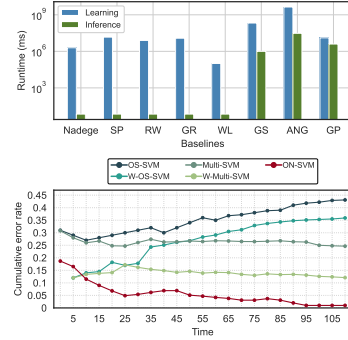 10^9
10^6
10^3
Runtime (ms)
Learning
Inference
Nadege SP RW GR WL GS ANG GP
Baselines
OS-SVM Multi-SVM ON-SVM
W-OS-SVM W-Multi-SVM
0.45
0.4
0.35
0.3
0.25
0.2
0.15
0.1
0.05
0
Cumulative error rate
5 15 25 35 45 55 65 75 85 95 105
Time